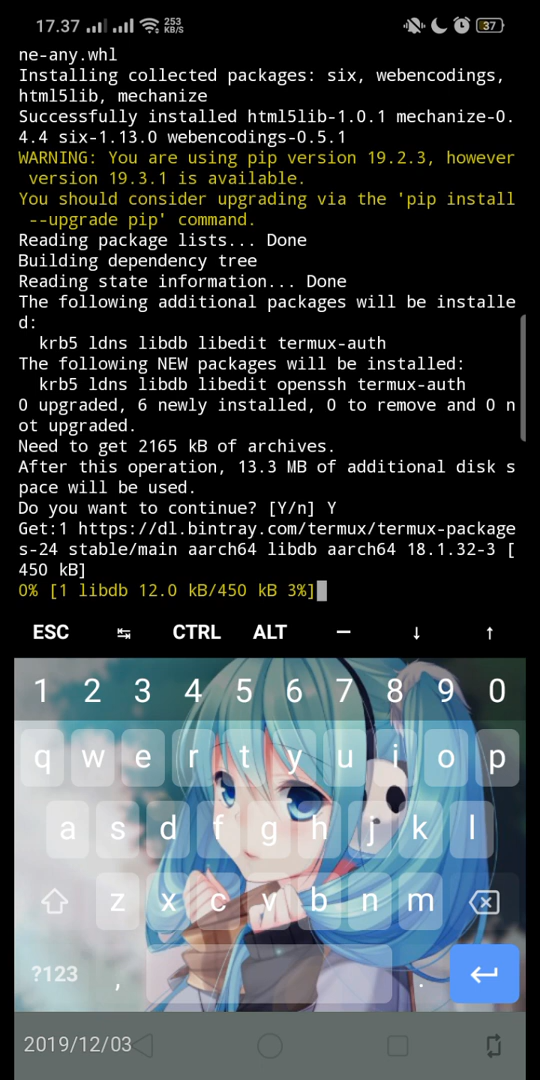 17.37 253 KB/S 37
ne-any.whl
Installing collected packages: six, webencodings,
html5lib, mechanize
Successfully installed html5lib-1.0.1 mechanize-0.
4.4 six-1.13.0 webencodings-0.5.1
WARNING: You are using pip version 19.2.3, however
version 19.3.1 is available.
You should consider upgrading via the 'pip install
--upgrade pip' command.
Reading package lists... Done
Building dependency tree
Reading state information... Done
The following additional packages will be installe
d:
krb5 ldns libdb libedit termux-auth
The following NEW packages will be installed:
krb5 ldns libdb libedit openssh termux-auth
0 upgraded, 6 newly installed, 0 to remove and 0 n
ot upgraded.
Need to get 2165 kB of archives.
After this operation, 13.3 MB of additional disk s
pace will be used.
Do you want to continue? [Y/n] Y
Get:1 https://dl.bintray.com/termux/termux-package
s-24 stable/main aarch64 libdb aarch64 18.1.32-3 [
450 kB]
0% [1 libdb 12.0 kB/450 kB 3%]
ESC ↹ CTRL ALT — ↓ ↑
1 2 3 4 5 6 7 8 9 0
q w e r t y u i o p
a s d f g h j k l
z x c v b n m
?123 , .
2019/12/03